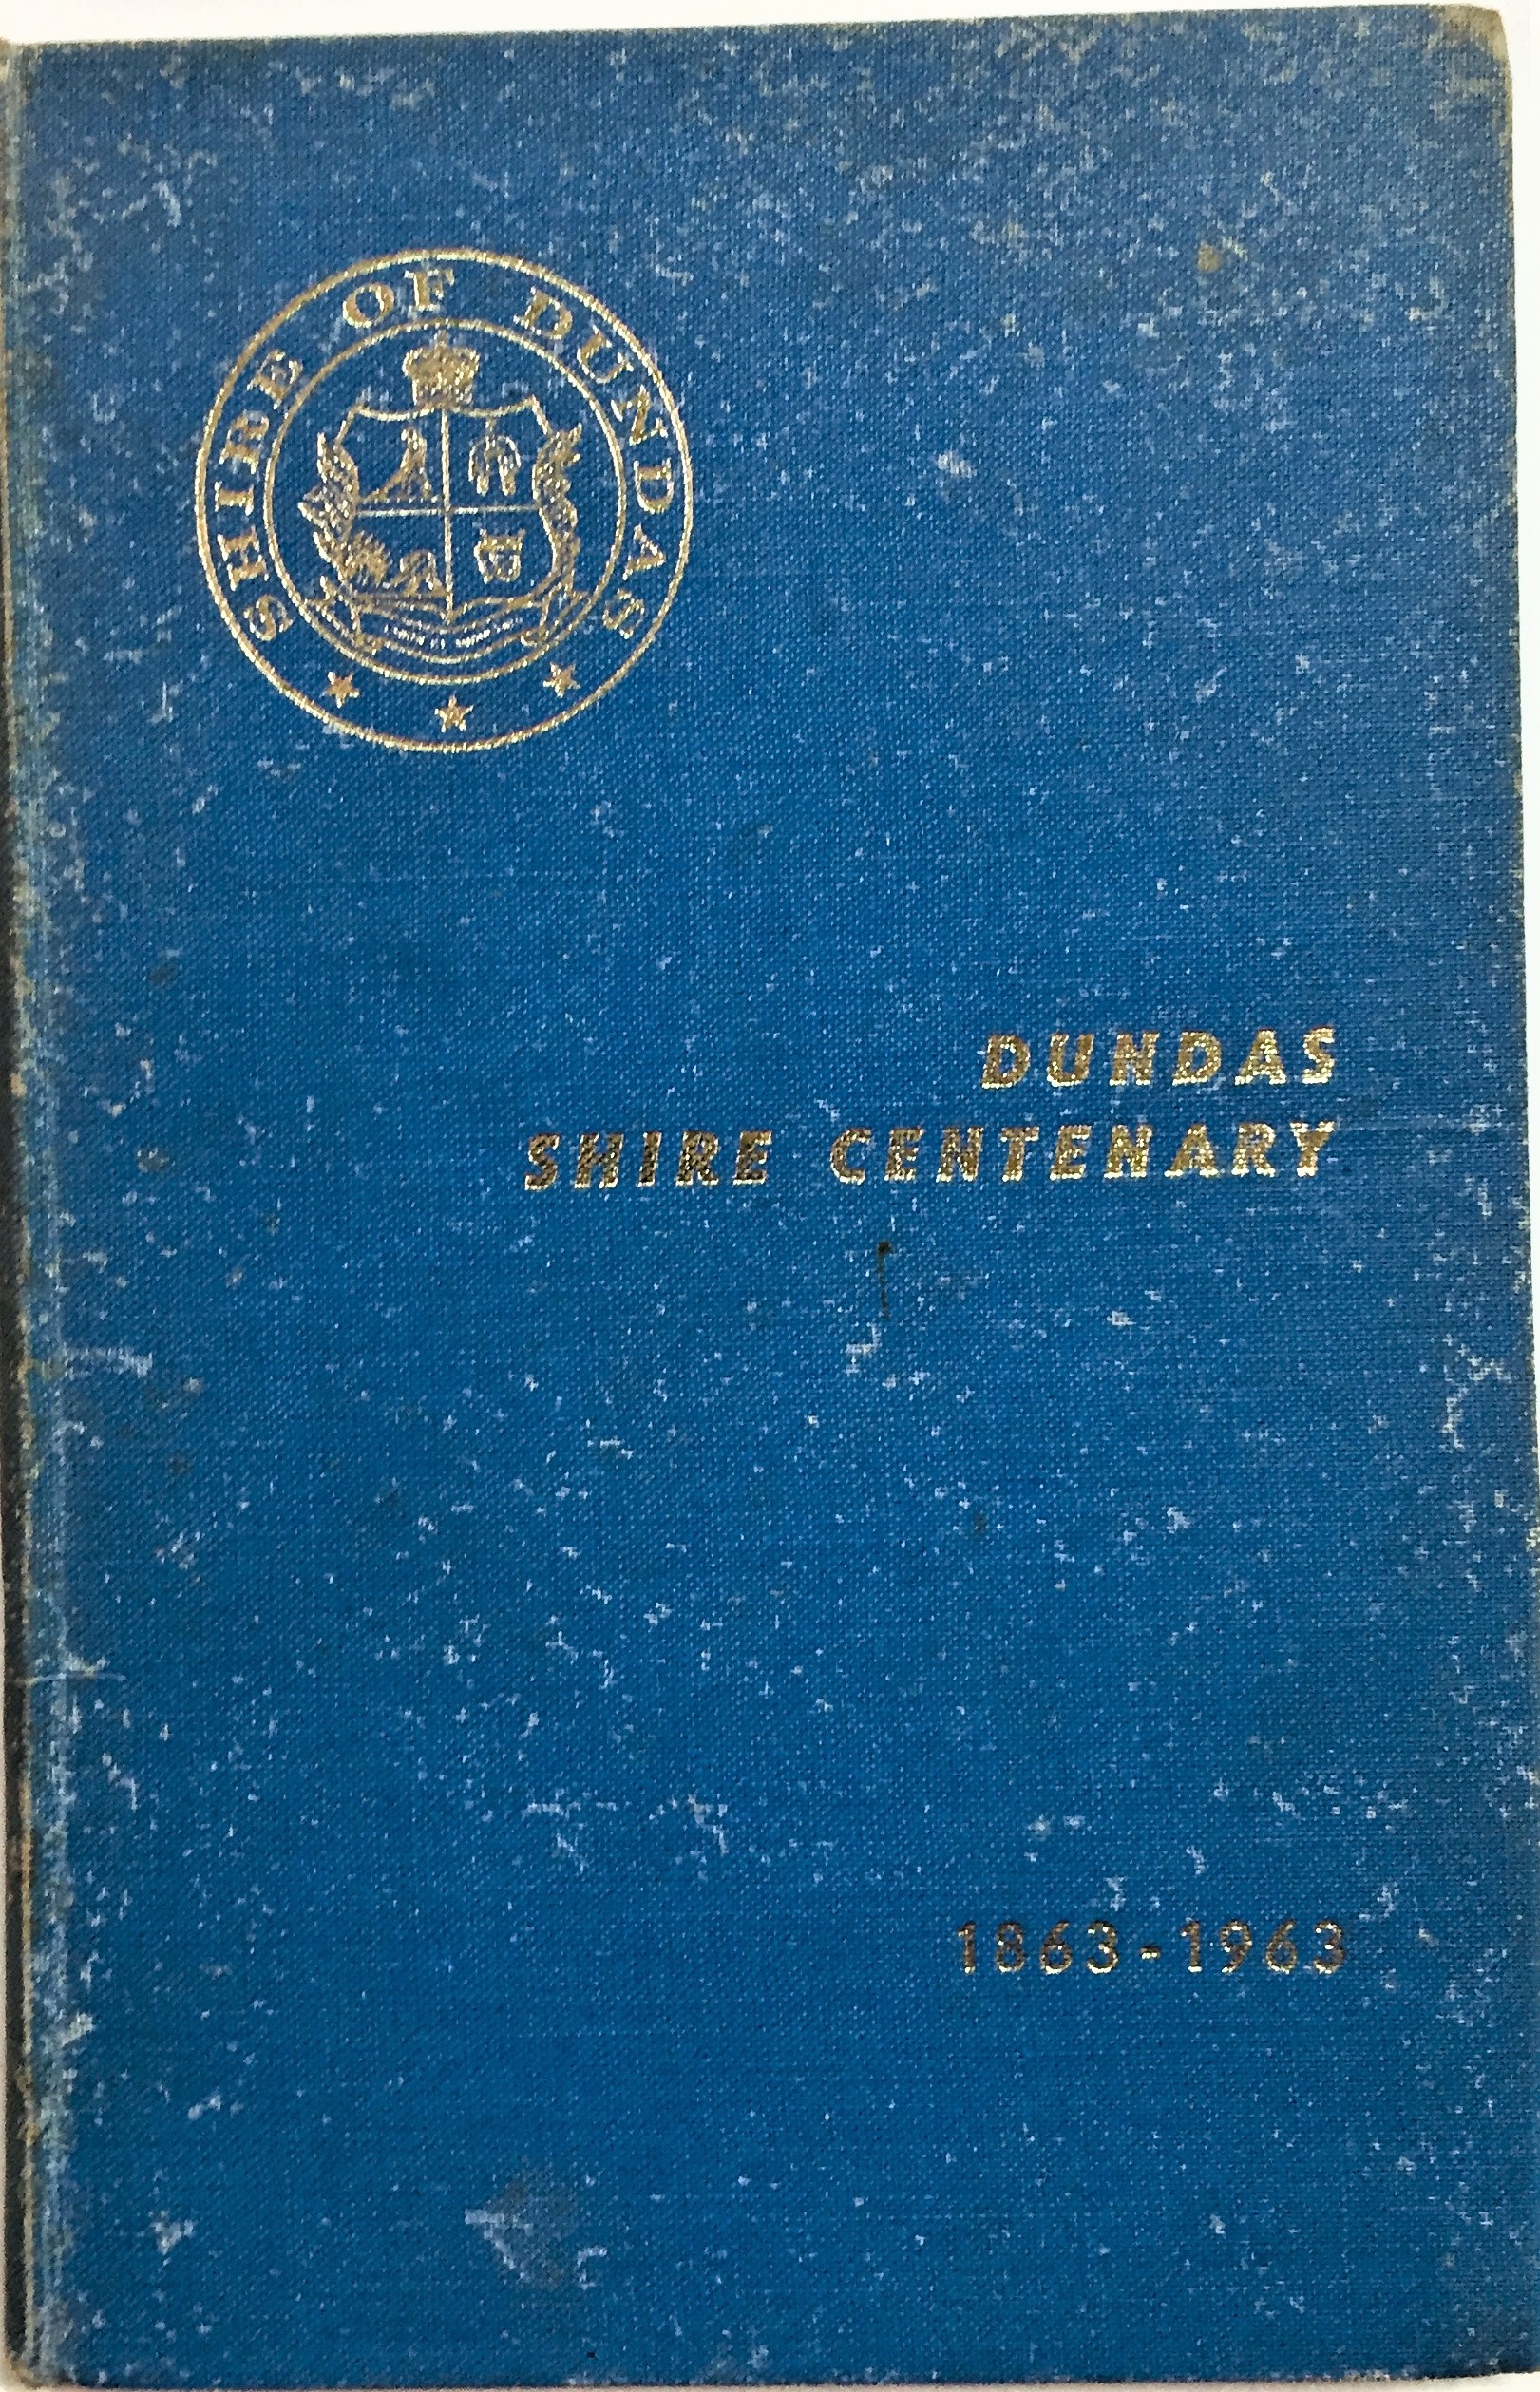 SHIRE OF DUNDAS
DUNDAS
SHIRE CENTENARY
1863-1963